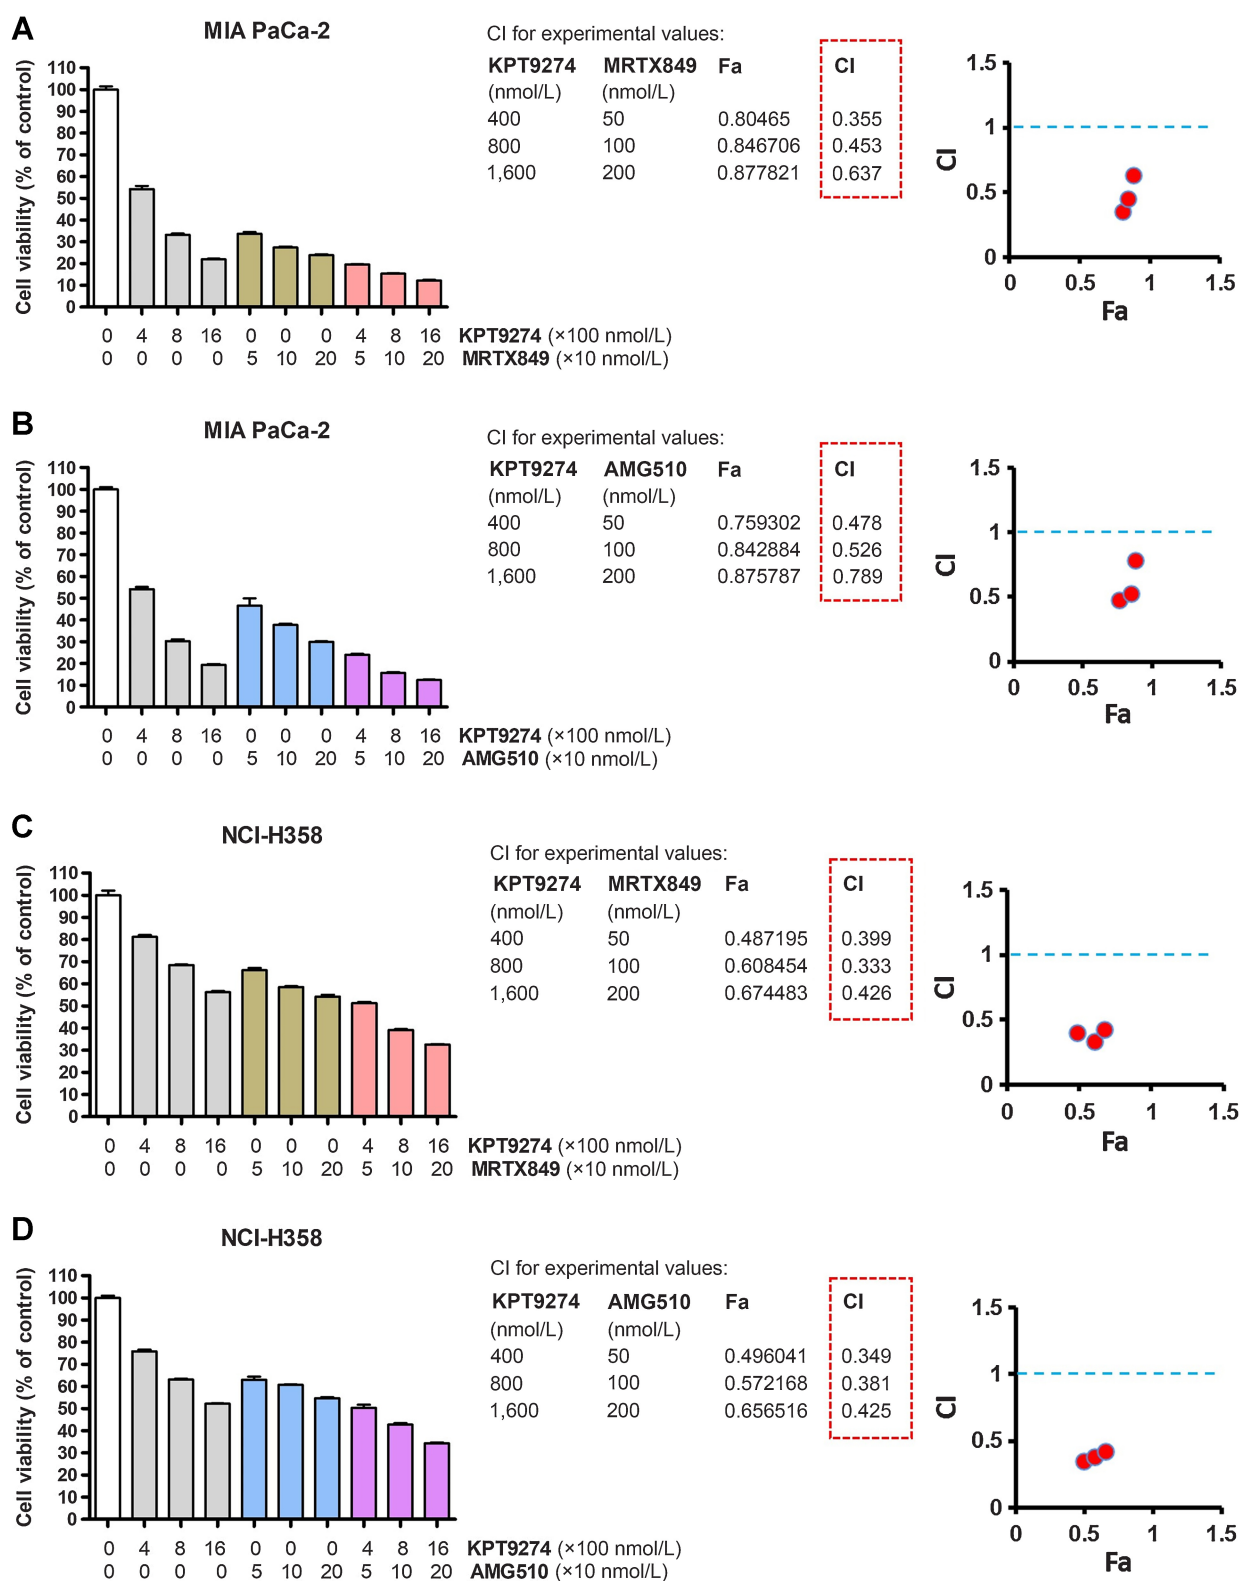 A
MIA PaCa-2
Cell viability (% of control)
110
100
90
80
70
60
50
40
30
20
10
0
0 4 8 16 0 0 0 4 8 16 KPT9274 (×100 nmol/L)
0 0 0 0 5 10 20 5 10 20 MRTX849 (×10 nmol/L)
CI for experimental values:
KPT9274 MRTX849 Fa CI
(nmol/L) (nmol/L)
400 50 0.80465 0.355
800 100 0.846706 0.453
1,600 200 0.877821 0.637
CI
1.5
1
0.5
0
0 0.5 1 1.5
Fa
B
MIA PaCa-2
Cell viability (% of control)
110
100
90
80
70
60
50
40
30
20
10
0
0 4 8 16 0 0 0 4 8 16 KPT9274 (×100 nmol/L)
0 0 0 0 5 10 20 5 10 20 AMG510 (×10 nmol/L)
CI for experimental values:
KPT9274 AMG510 Fa CI
(nmol/L) (nmol/L)
400 50 0.759302 0.478
800 100 0.842884 0.526
1,600 200 0.875787 0.789
CI
1.5
1
0.5
0
0 0.5 1 1.5
Fa
C
NCI-H358
Cell viability (% of control)
110
100
90
80
70
60
50
40
30
20
10
0
0 4 8 16 0 0 0 4 8 16 KPT9274 (×100 nmol/L)
0 0 0 0 5 10 20 5 10 20 MRTX849 (×10 nmol/L)
CI for experimental values:
KPT9274 MRTX849 Fa CI
(nmol/L) (nmol/L)
400 50 0.487195 0.399
800 100 0.608454 0.333
1,600 200 0.674483 0.426
CI
1.5
1
0.5
0
0 0.5 1 1.5
Fa
D
NCI-H358
Cell viability (% of control)
110
100
90
80
70
60
50
40
30
20
10
0
0 4 8 16 0 0 0 4 8 16 KPT9274 (×100 nmol/L)
0 0 0 0 5 10 20 5 10 20 AMG510 (×10 nmol/L)
CI for experimental values:
KPT9274 AMG510 Fa CI
(nmol/L) (nmol/L)
400 50 0.496041 0.349
800 100 0.572168 0.381
1,600 200 0.656516 0.425
CI
1.5
1
0.5
0
0 0.5 1 1.5
Fa